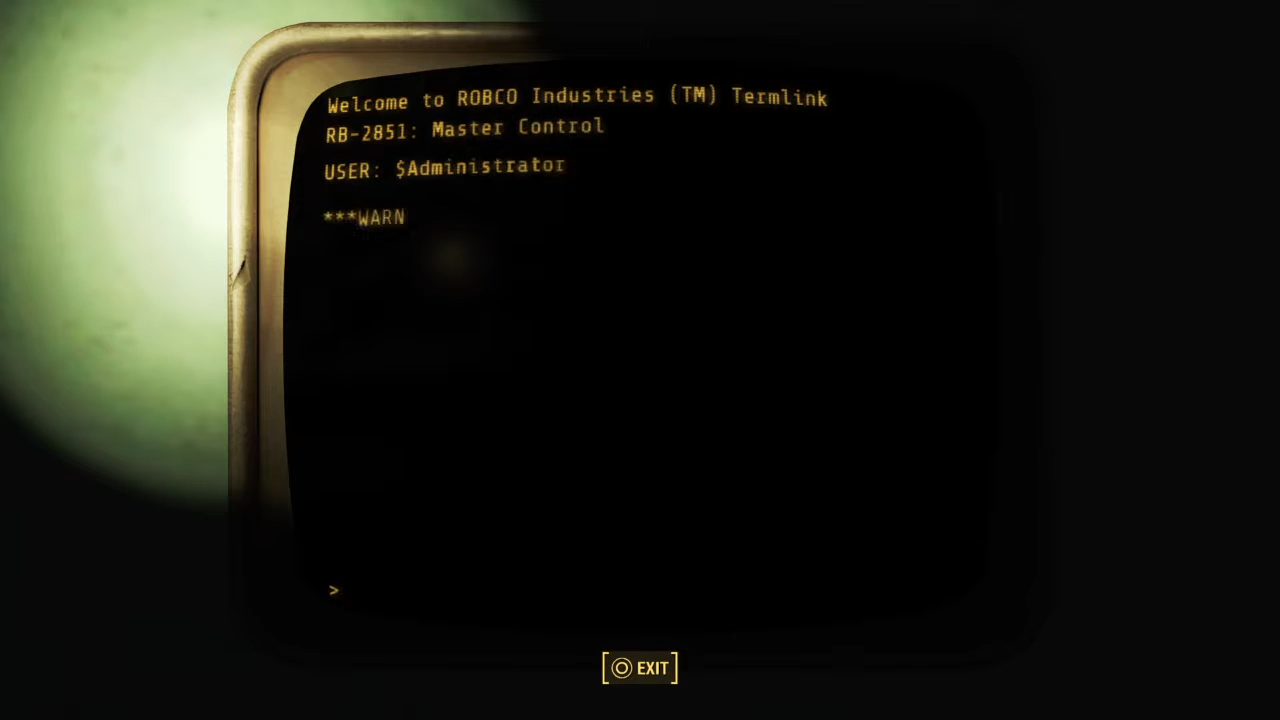 Welcome to ROBCO Industries (TM) Termlink
RB-2851: Master Control
USER: $Administrator
***WARN
>
EXIT